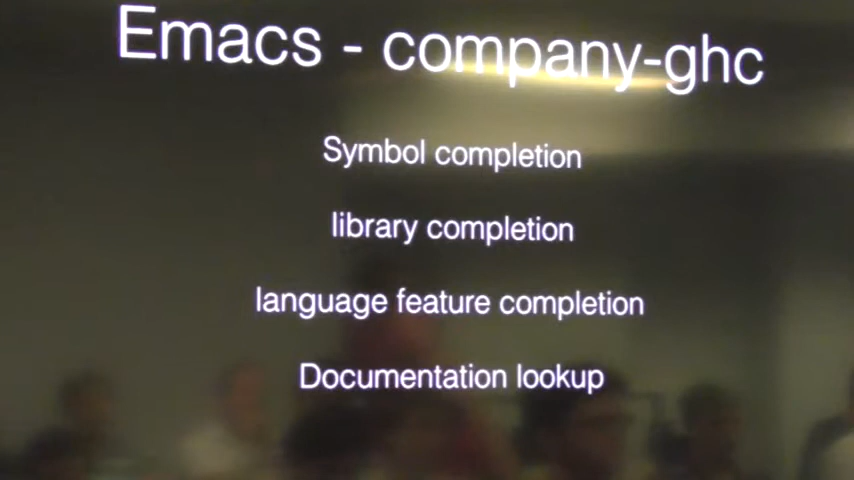 Emacs - company-ghc
Symbol completion
library completion
language feature completion
Documentation lookup